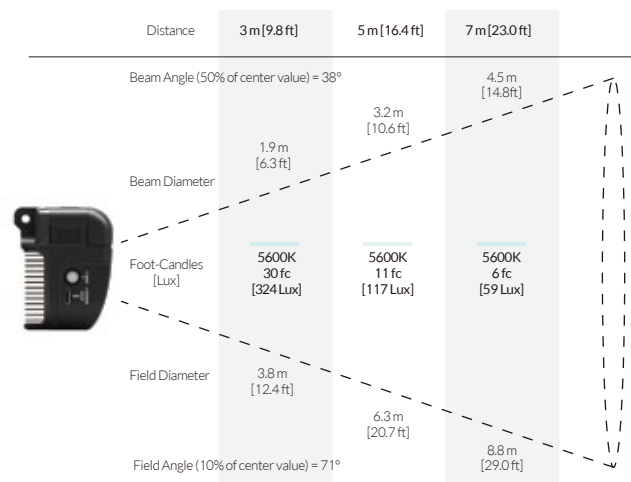 Distance 3 m [9.8 ft] 5 m [16.4 ft] 7 m [23.0 ft]
Beam Angle (50% of center value) = 38° 4.5 m
[14.8ft]
3.2 m
[10.6 ft]
1.9 m
[6.3 ft]
Beam Diameter
Foot-Candles
[Lux]
5600K
30 fc
[324 Lux]
5600K
11 fc
[117 Lux]
5600K
6 fc
[59 Lux]
Field Diameter
3.8 m
[12.4 ft]
6.3 m
[20.7 ft]
8.8 m
[29.0 ft]
Field Angle (10% of center value) = 71°